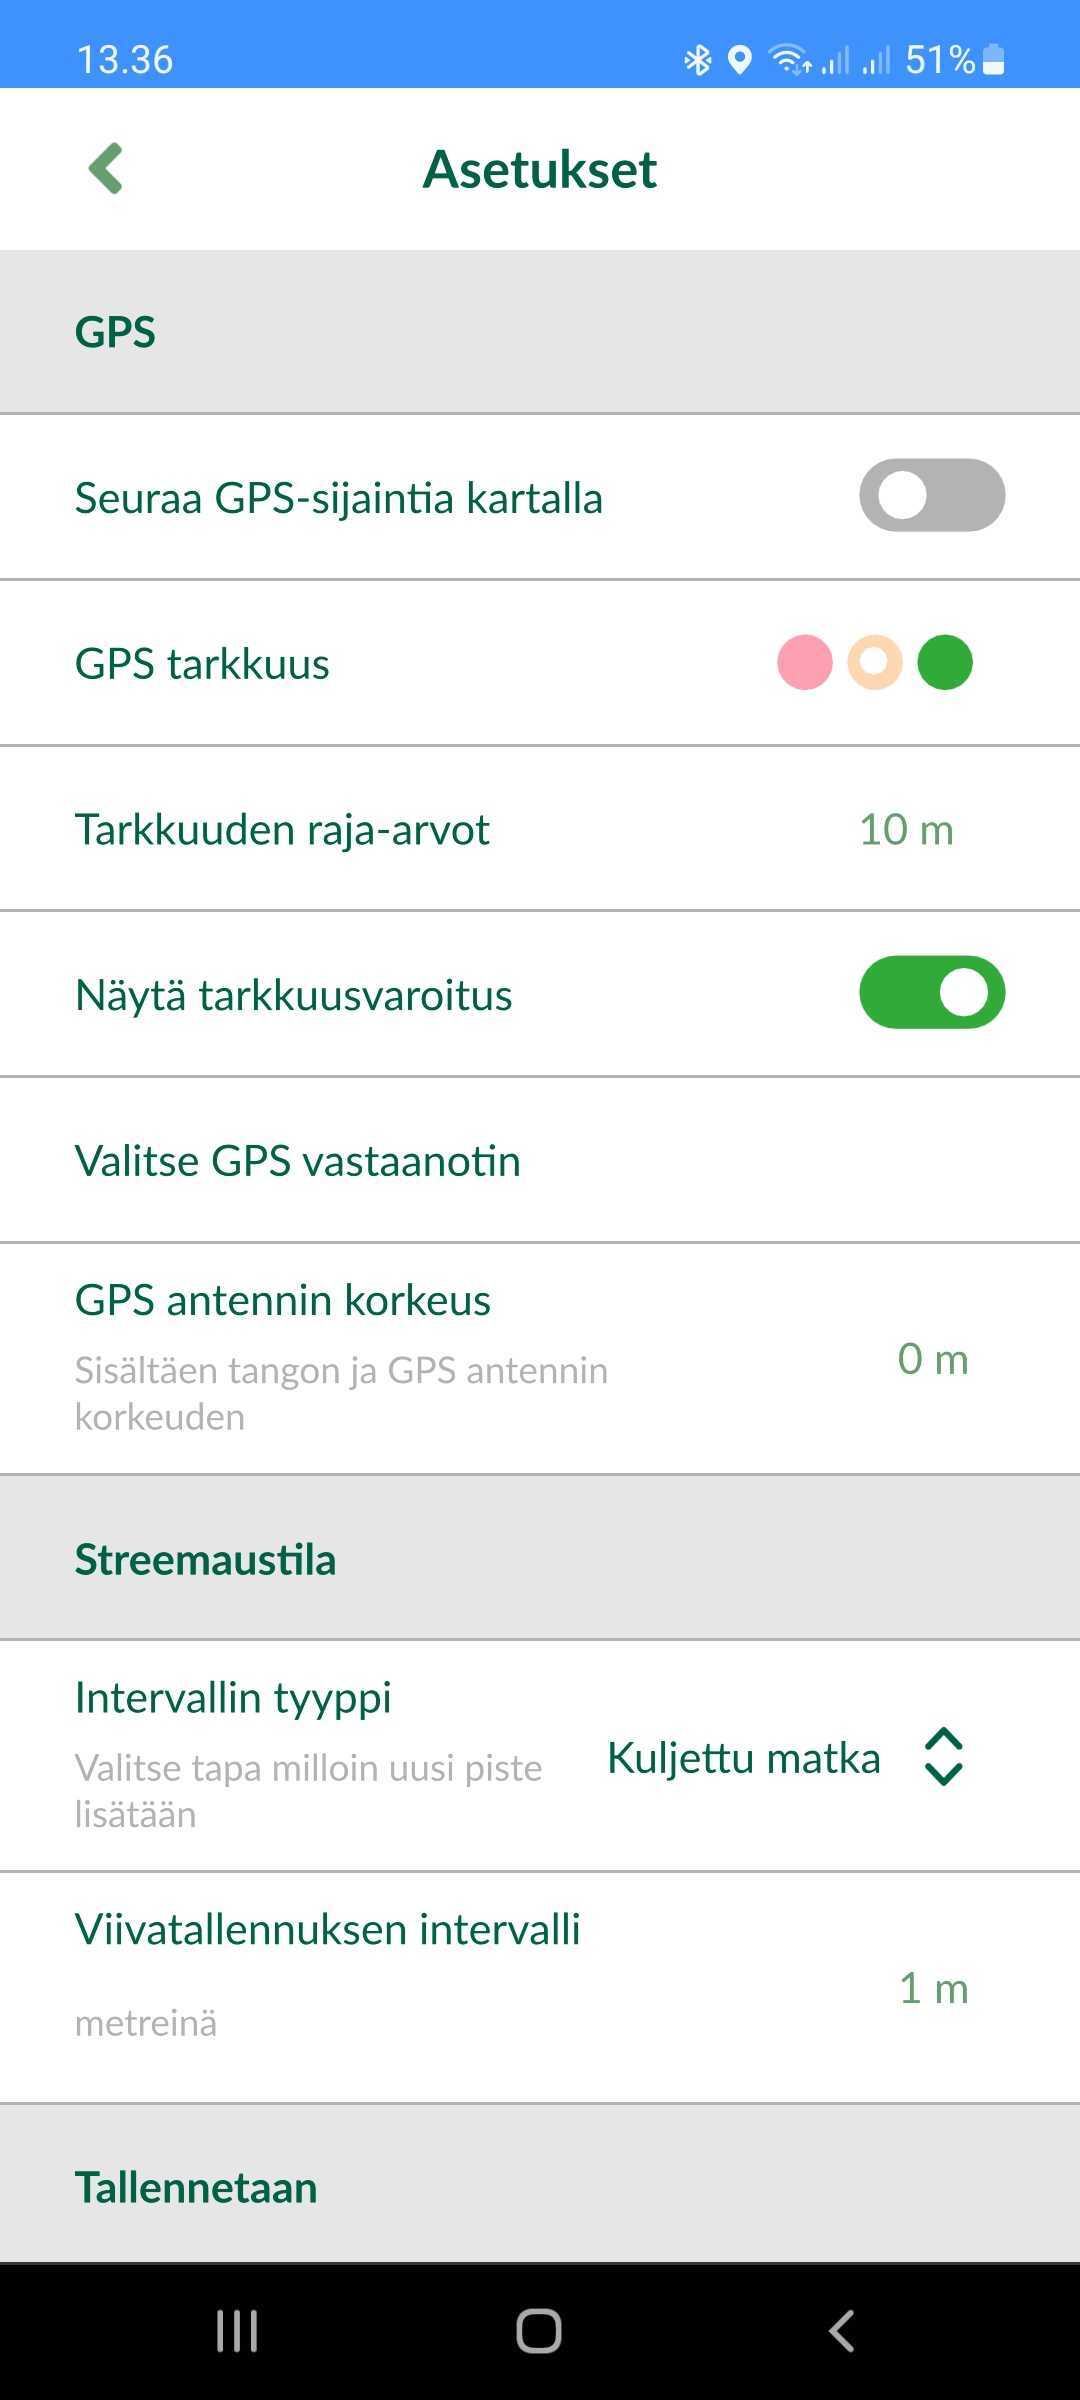 13.36
51%
Asetukset
GPS
Seuraa GPS-sijaintia kartalla
GPS tarkkuus
Tarkkuuden raja-arvot
10 m
Näytä tarkkuusvaroitus
Valitse GPS vastaanotin
GPS antennin korkeus
Sisältäen tangon ja GPS antennin
korkeuden
0 m
Streemaustila
Intervallin tyyppi
Valitse tapa milloin uusi piste
lisätään
Kuljettu matka
Viivatallennuksen intervalli
metreinä
1 m
Tallennetaan